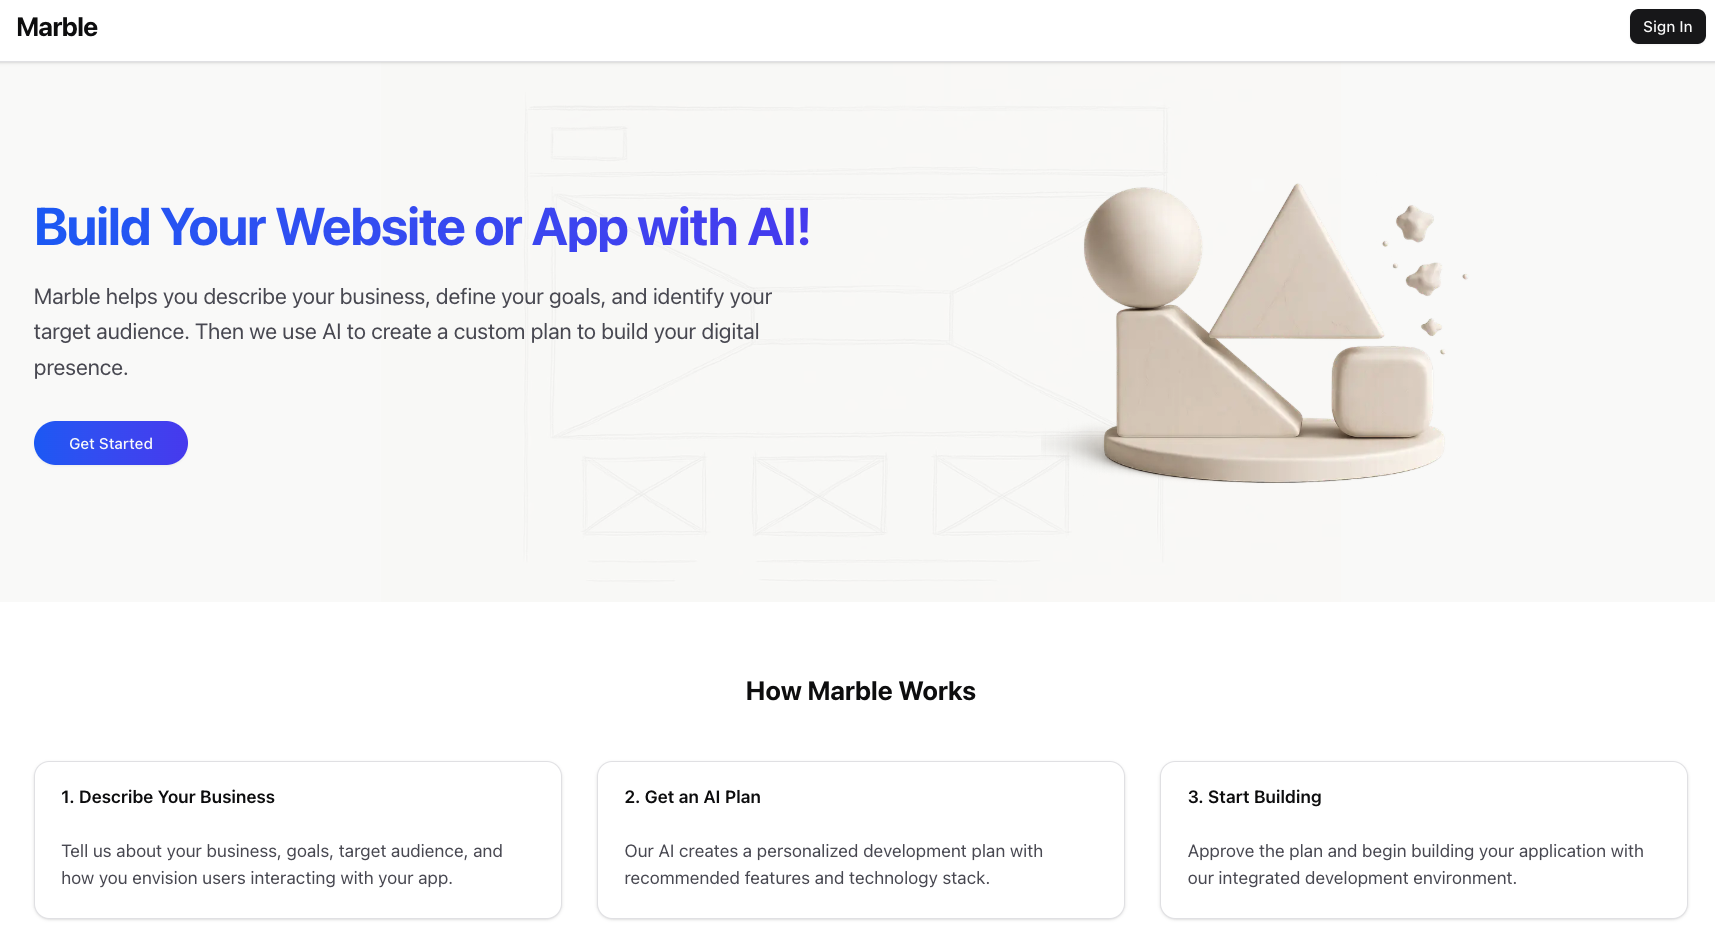 Marble
Sign In
Build Your Website or App with AI!
Marble helps you describe your business, define your goals, and identify your
target audience. Then we use AI to create a custom plan to build your digital
presence.
Get Started
How Marble Works
1. Describe Your Business
Tell us about your business, goals, target audience, and
how you envision users interacting with your app.
2. Get an AI Plan
Our AI creates a personalized development plan with
recommended features and technology stack.
3. Start Building
Approve the plan and begin building your application with
our integrated development environment.